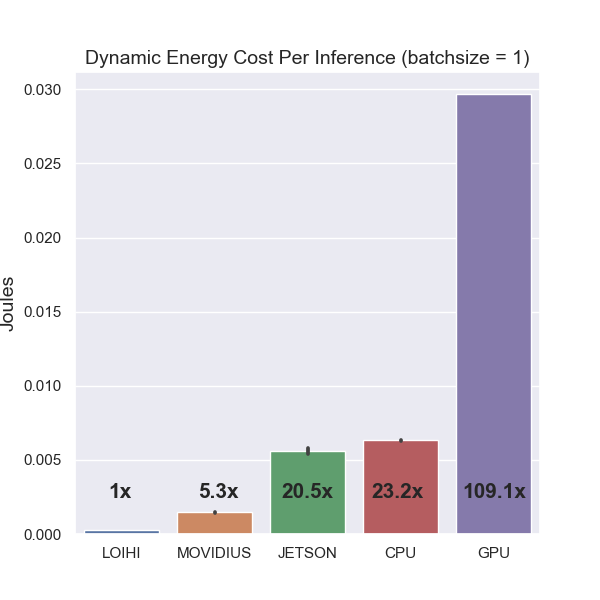 Dynamic Energy Cost Per Inference (batchsize = 1)
0.030
0.025
0.020
0.015
0.010
0.005
0.000
Joules
1x
5.3x
20.5x
23.2x
109.1x
LOIHI
MOVIDIUS
JETSON
CPU
GPU